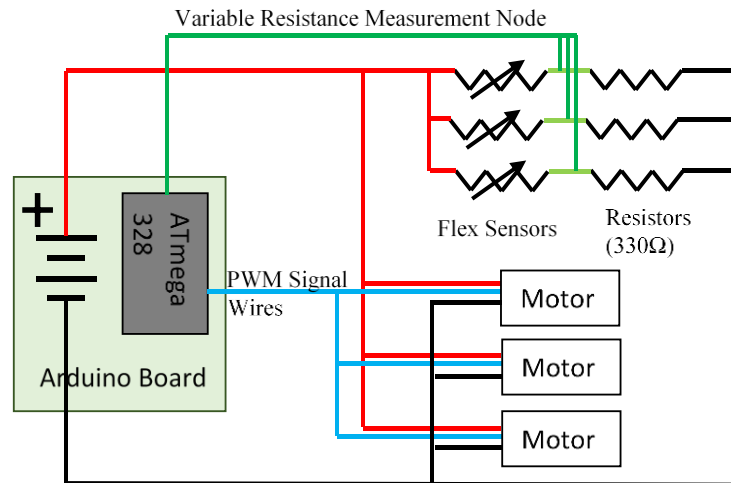 Variable Resistance Measurement Node
Flex Sensors
Resistors
(330Ω)
+
ATmega
328
PWM Signal
Wires
Arduino Board
Motor
Motor
Motor